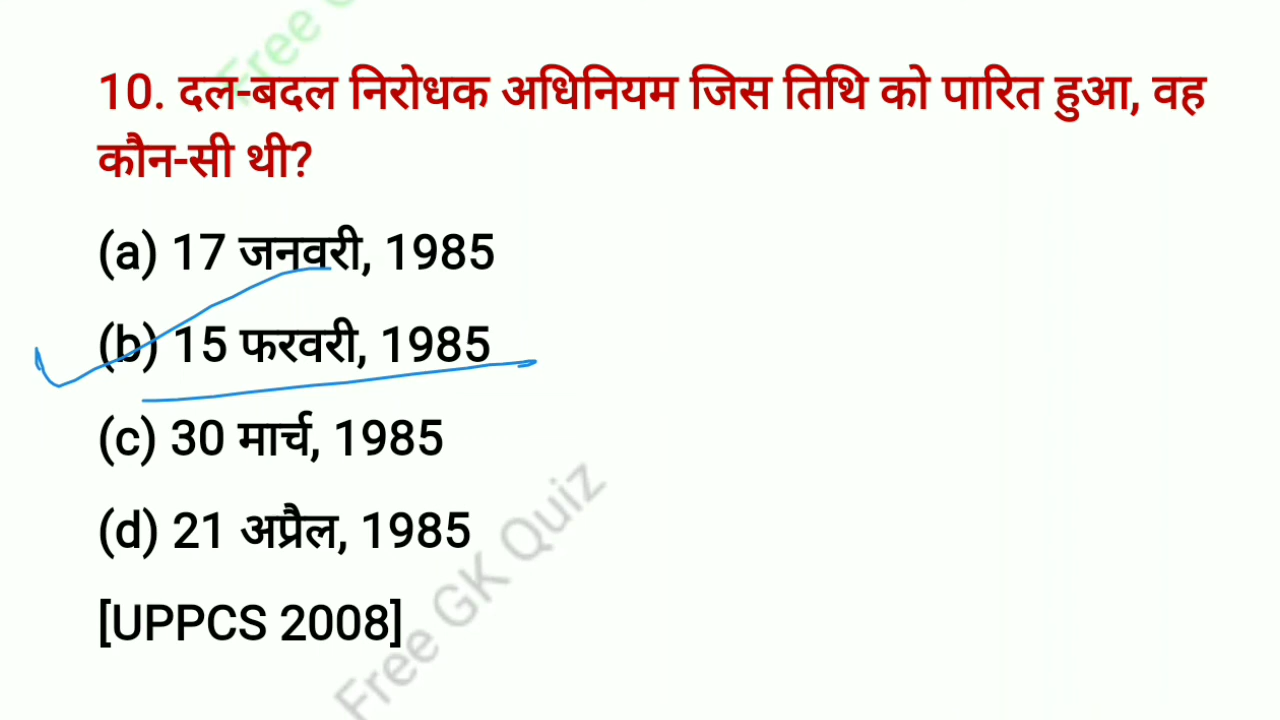 Free G
10. दल-बदल निरोधक अधिनियम जिस तिथि को पारित हुआ, वह
कौन-सी थी?
(a) 17 जनवरी, 1985
(b) 15 फरवरी, 1985
(c) 30 मार्च, 1985
(d) 21 अप्रैल, 1985
[UPPCS 2008]
Free GK Quiz